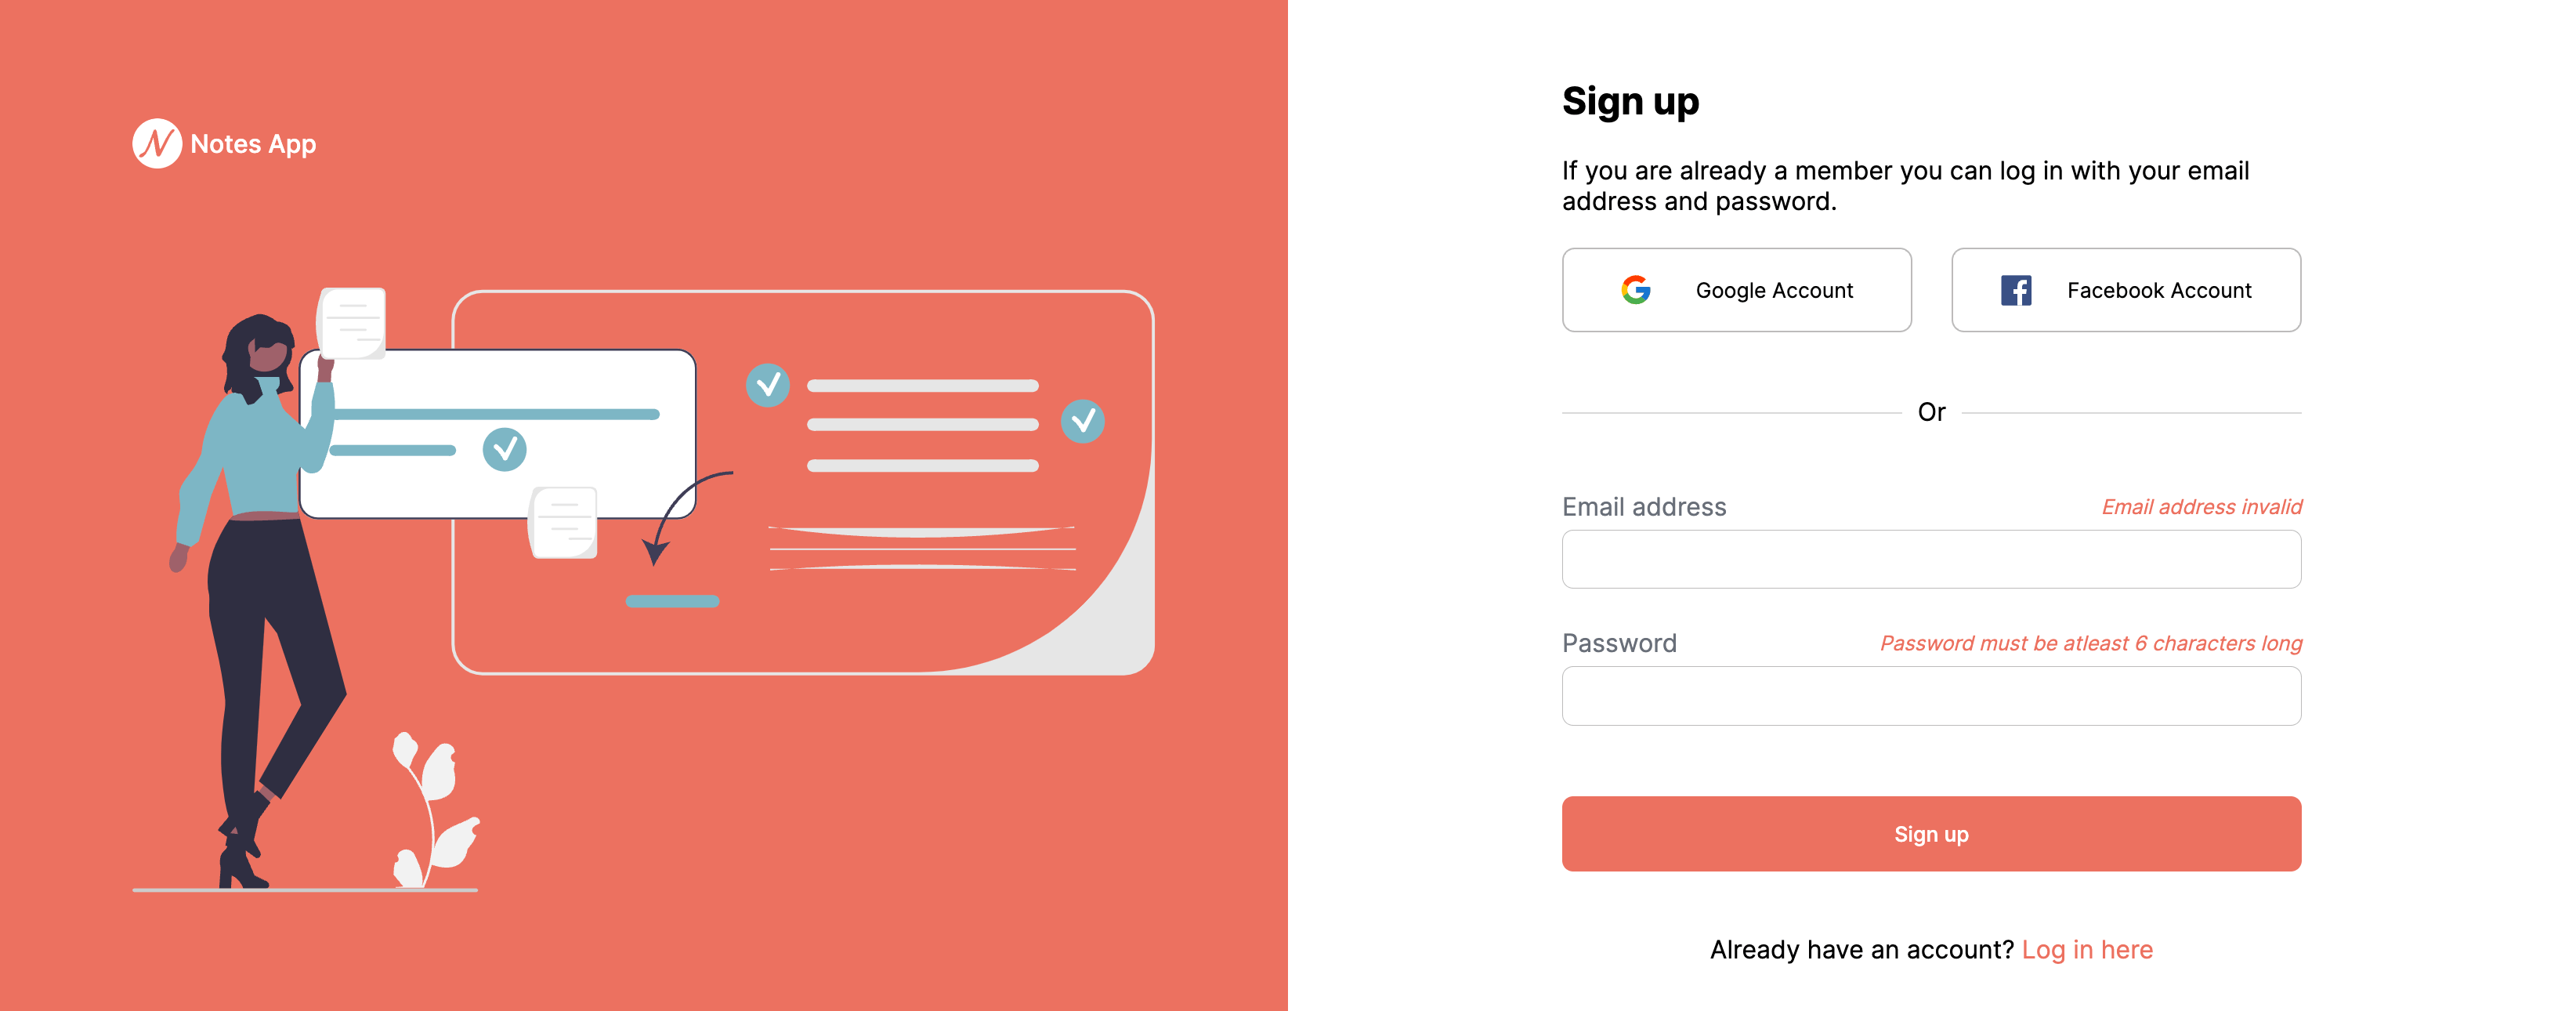 Notes App
Sign up
If you are already a member you can log in with your email
address and password.
Google Account
Facebook Account
Or
Email address
Email address invalid
Password
Password must be atleast 6 characters long
Sign up
Already have an account? Log in here